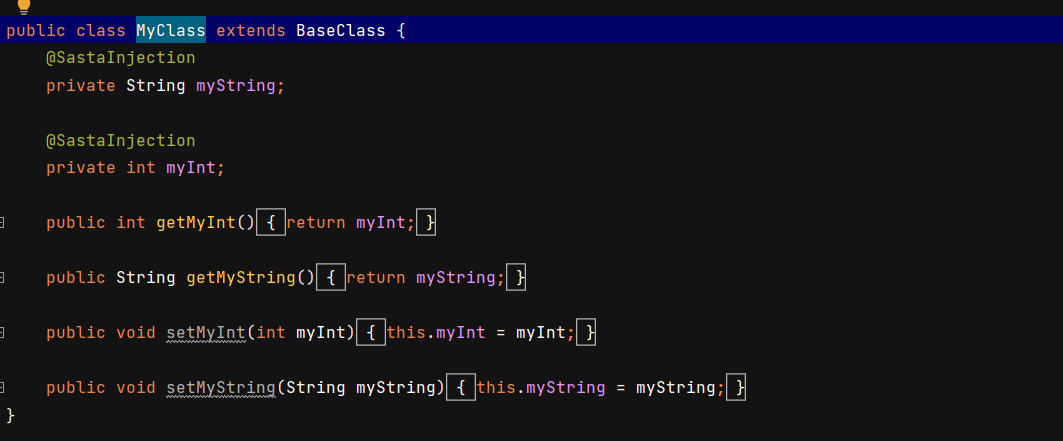 public class MyClass extends BaseClass {
    @SastaInjection
    private String myString;
    @SastaInjection
    private int myInt;
    public int getMyInt() { return myInt; }
    public String getMyString() { return myString; }
    public void setMyInt(int myInt) { this.myInt = myInt; }
    public void setMyString(String myString) { this.myString = myString; }
}